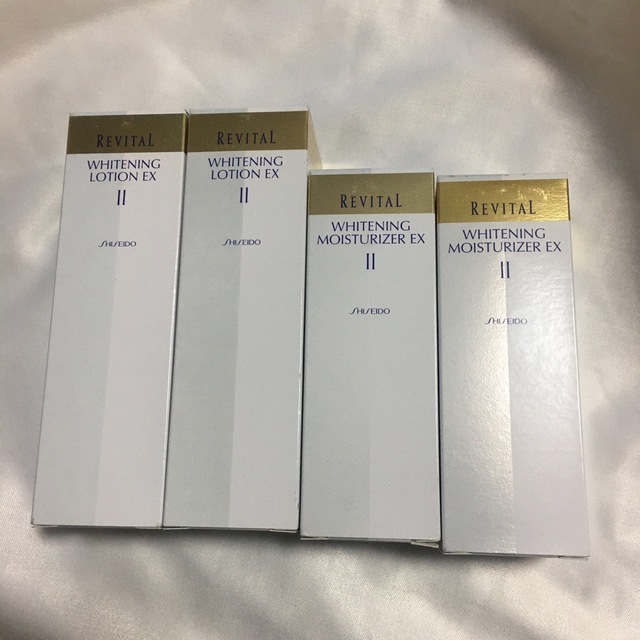 REVITAL
WHITENING
LOTION EX
II
SHISEIDO
REVITAL
WHITENING
LOTION EX
II
SHISEIDO
REVITAL
WHITENING
MOISTURIZER EX
II
SHISEIDO
REVITAL
WHITENING
MOISTURIZER EX
II
SHISEIDO